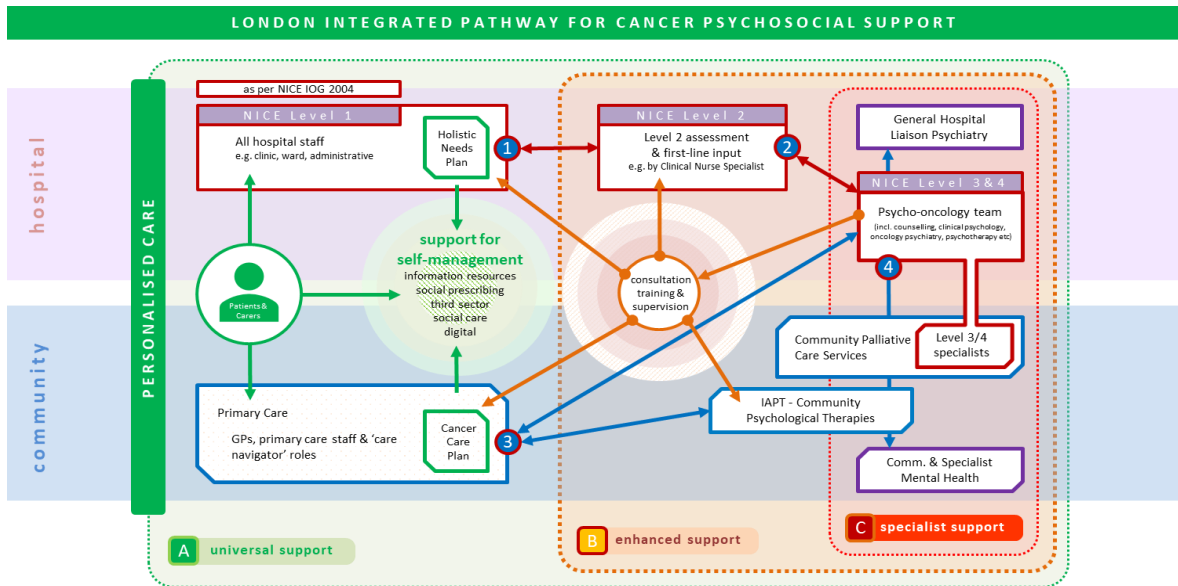 LONDON INTEGRATED PATHWAY FOR CANCER PSYCHOSOCIAL SUPPORT
hospital
community
PERSONALISED CARE
as per NICE IOG 2004
NICE Level 1
All hospital staff
e.g. clinic, ward, administrative
Holistic
Needs
Plan
1
NICE Level 2
Level 2 assessment
& first-line input
e.g. by Clinical Nurse Specialist
2
General Hospital
Liaison Psychiatry
NICE Level 3&4
Psycho-oncology team
(incl. counselling, clinical psychology,
oncology psychiatry, psychotherapy etc)
4
Patients &
Carers
support for
self-management
information resources
social prescribing
third sector
social care
digital
consultation
training &
supervision
Community Palliative
Care Services
Level 3/4
specialists
Primary Care
GPs, primary care staff & 'care
navigator' roles
Cancer
Care
Plan
3
IAPT - Community
Psychological Therapies
Comm. & Specialist
Mental Health
A
universal support
B
enhanced support
C
specialist support